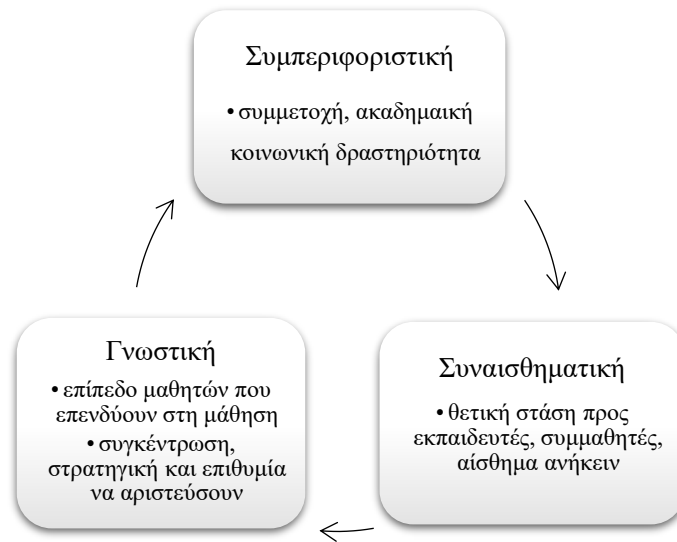 Συμπεριφοριστική
• συμμετοχή, ακαδημαική
κοινωνική δραστηριότητα
Γνωστική
• επίπεδο μαθητών που
επενδύουν στη μάθηση
• συγκέντρωση,
στρατηγική και επιθυμία
να αριστεύσουν
Συναισθηματική
• θετική στάση προς
εκπαιδευτές, συμμαθητές,
αίσθημα ανήκειν